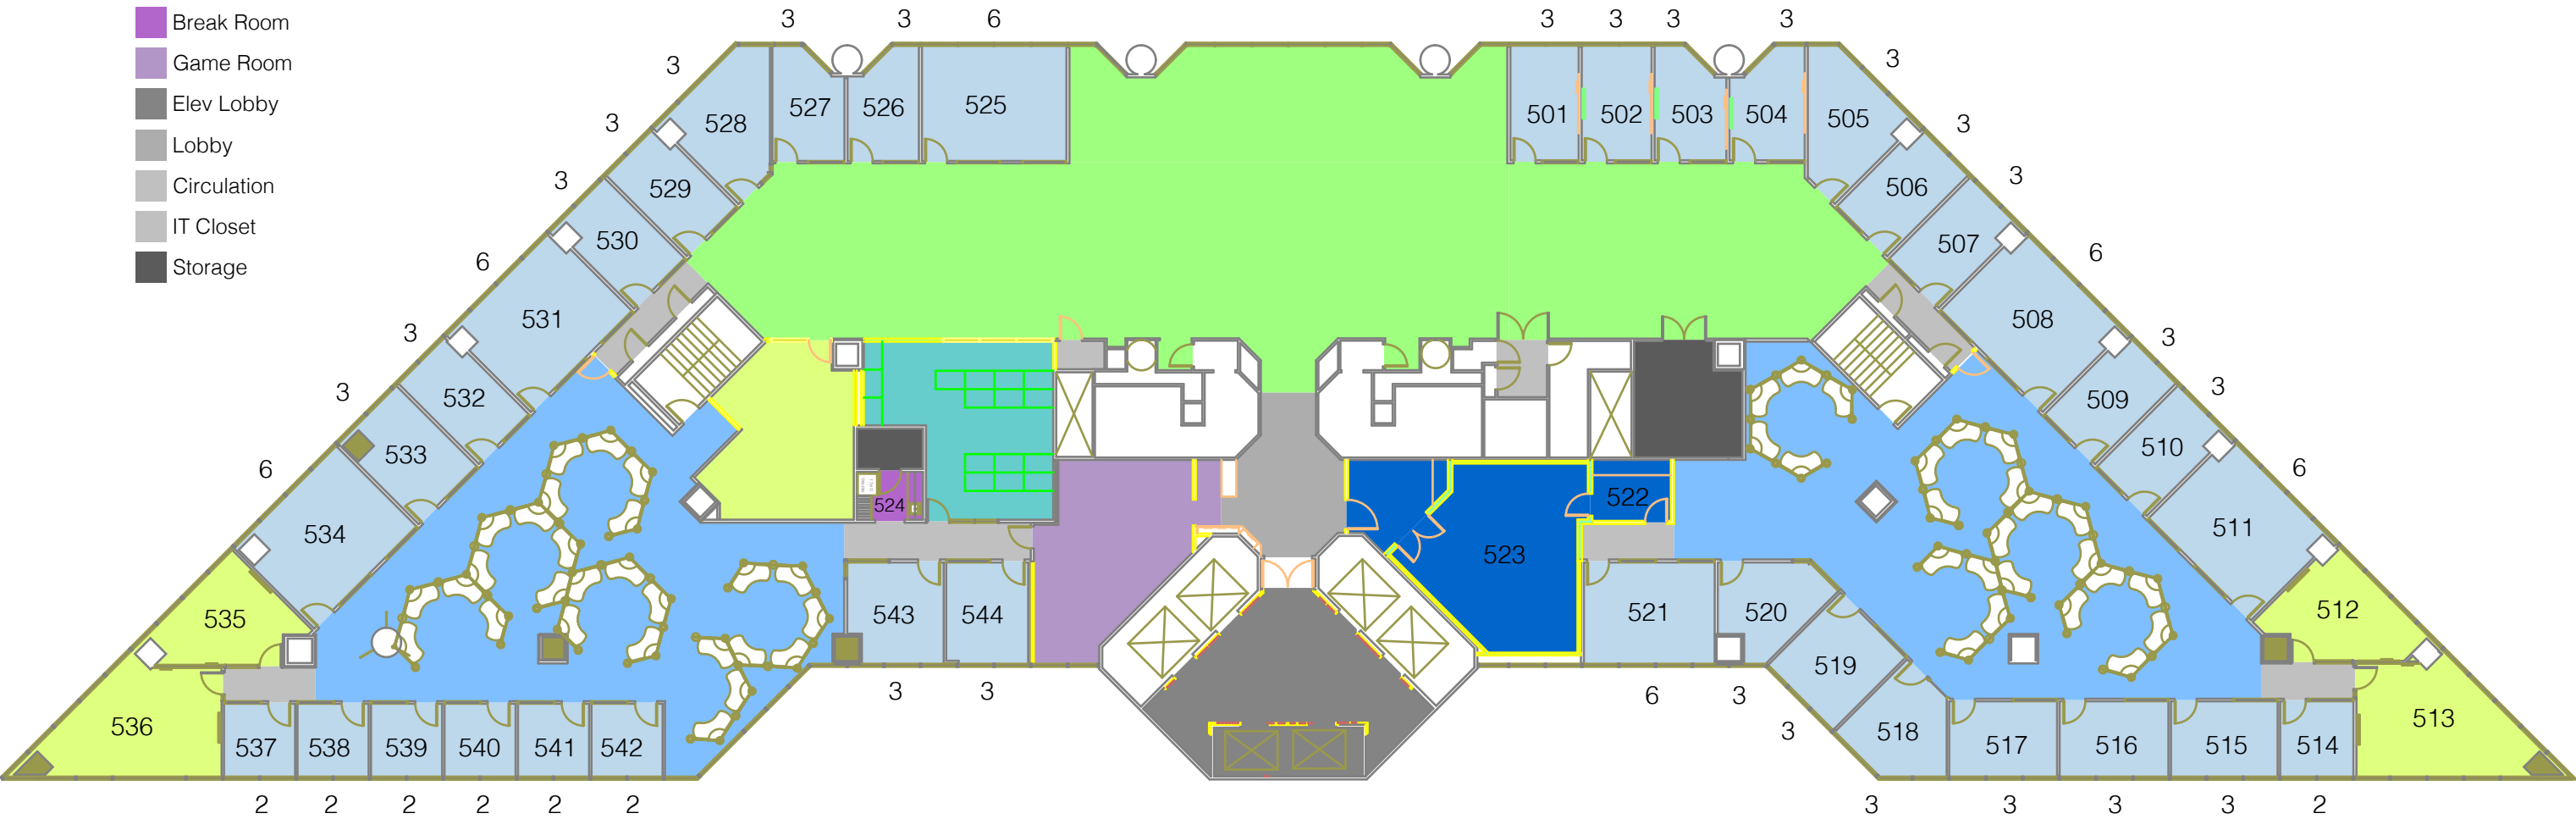 Break Room
Game Room
Elev Lobby
Lobby
Circulation
IT Closet
Storage
3 3 6 3 3 3 3
3 3
527 526 525 501 502 503 504
528 505
3 3
529 506
3 3
530 507
6 6
531 508
3 3
532 509
3 3
533 510
6 6
534 511
524 522
523
535 512
543 544 521 520
519
536 513
3 3 6 3
3
537 538 539 540 541 542 518 517 516 515 514
2 2 2 2 2 2 3 3 3 3 2